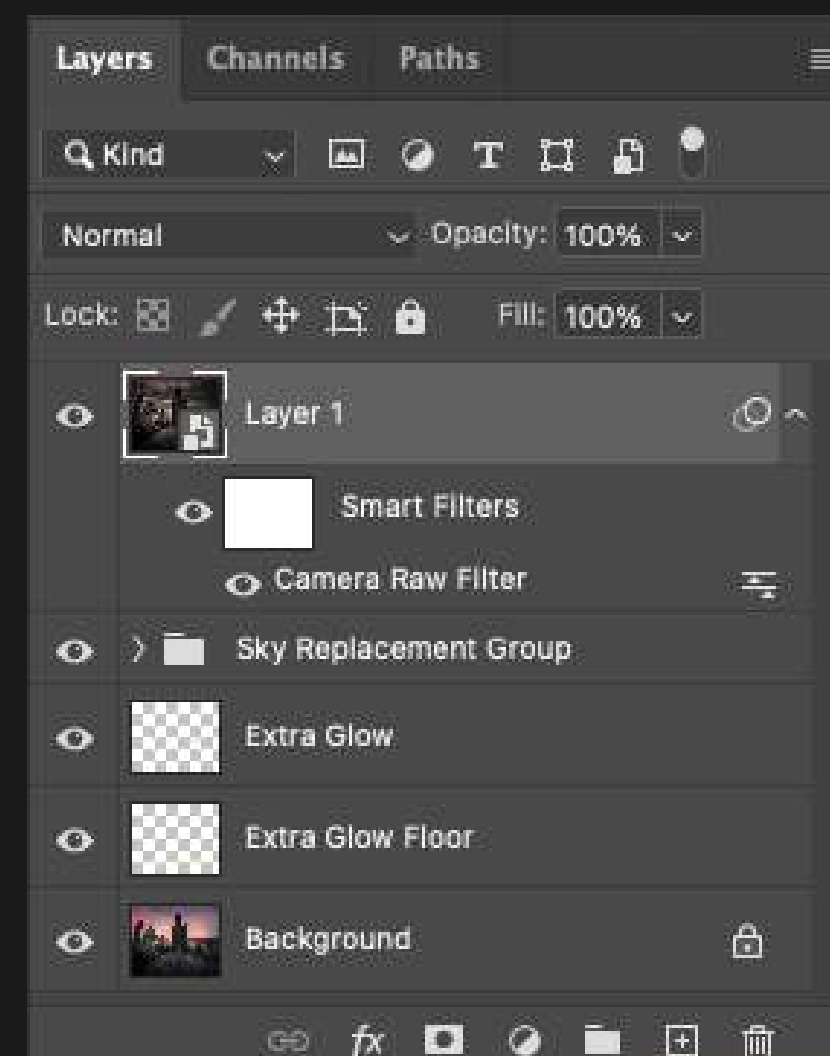 Layers Channels Paths
Kind T
Normal Opacity: 100%
Lock: Fill: 100%
Layer 1
Smart Filters
Camera Raw Filter
Sky Replacement Group
Extra Glow
Extra Glow Floor
Background
fx